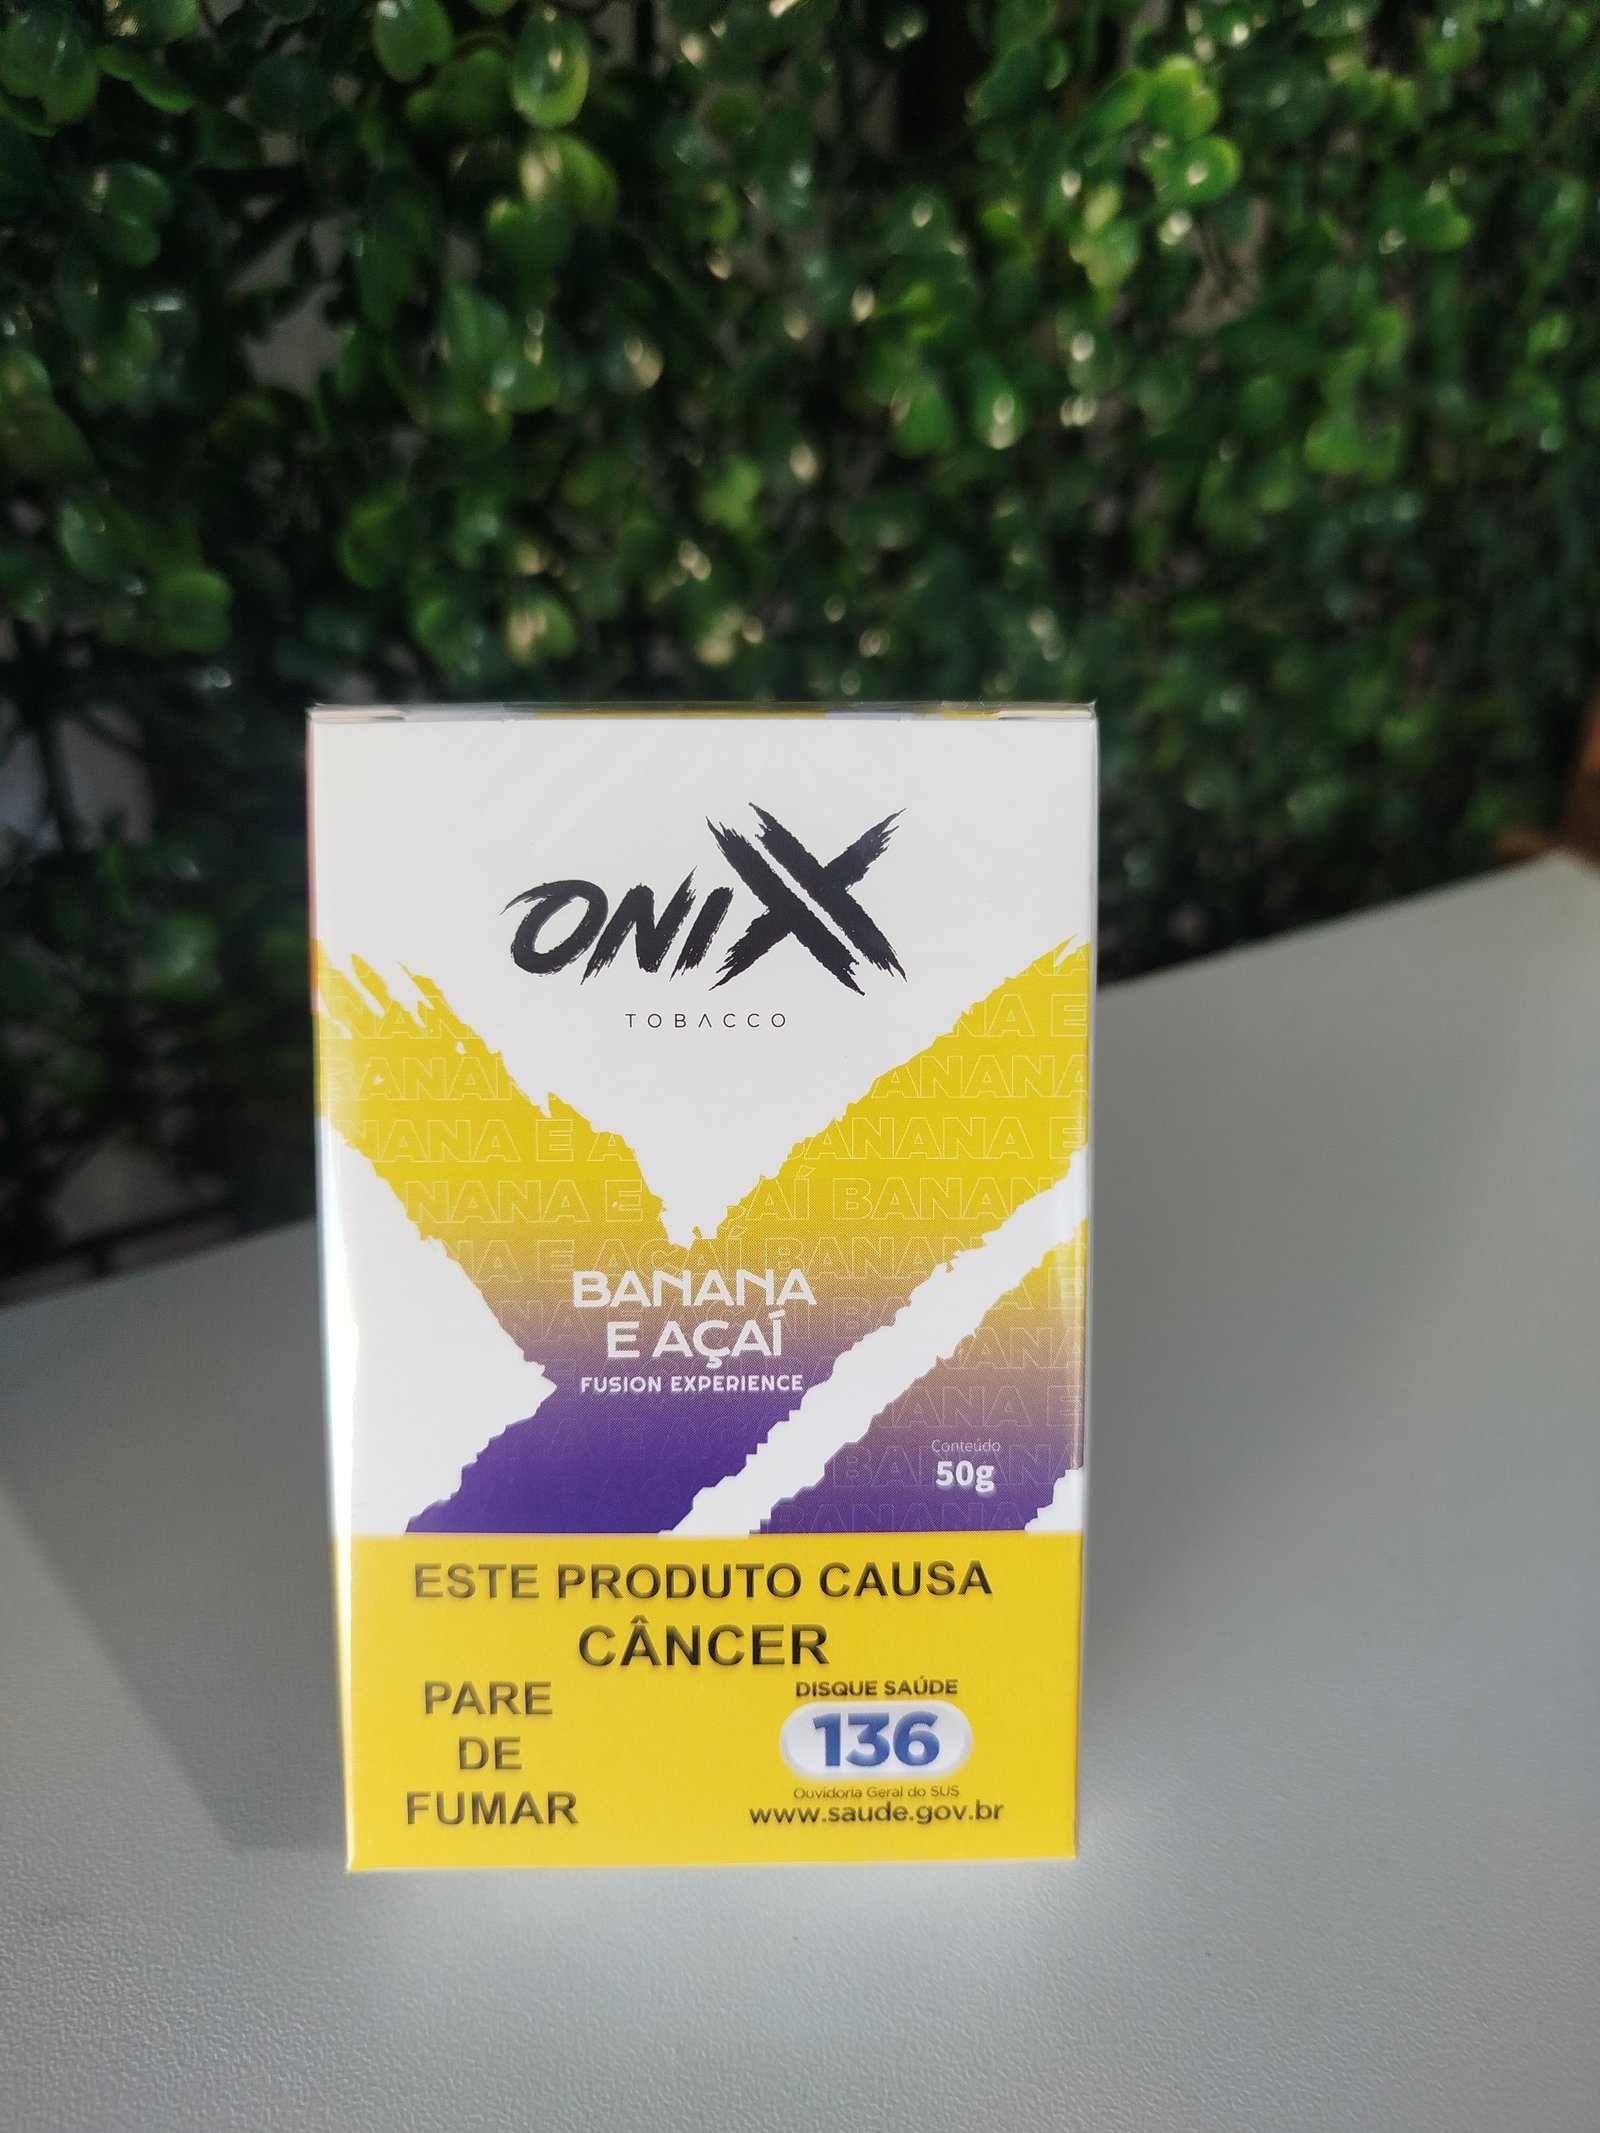 ONIX
TOBACCO
BANANA
E AÇAÍ
FUSION EXPERIENCE
Conteúdo
50g
ESTE PRODUTO CAUSA
CÂNCER
PARE
DE
FUMAR
DISQUE SAÚDE
136
Ouvidoria Geral do SUS
www.saude.gov.br